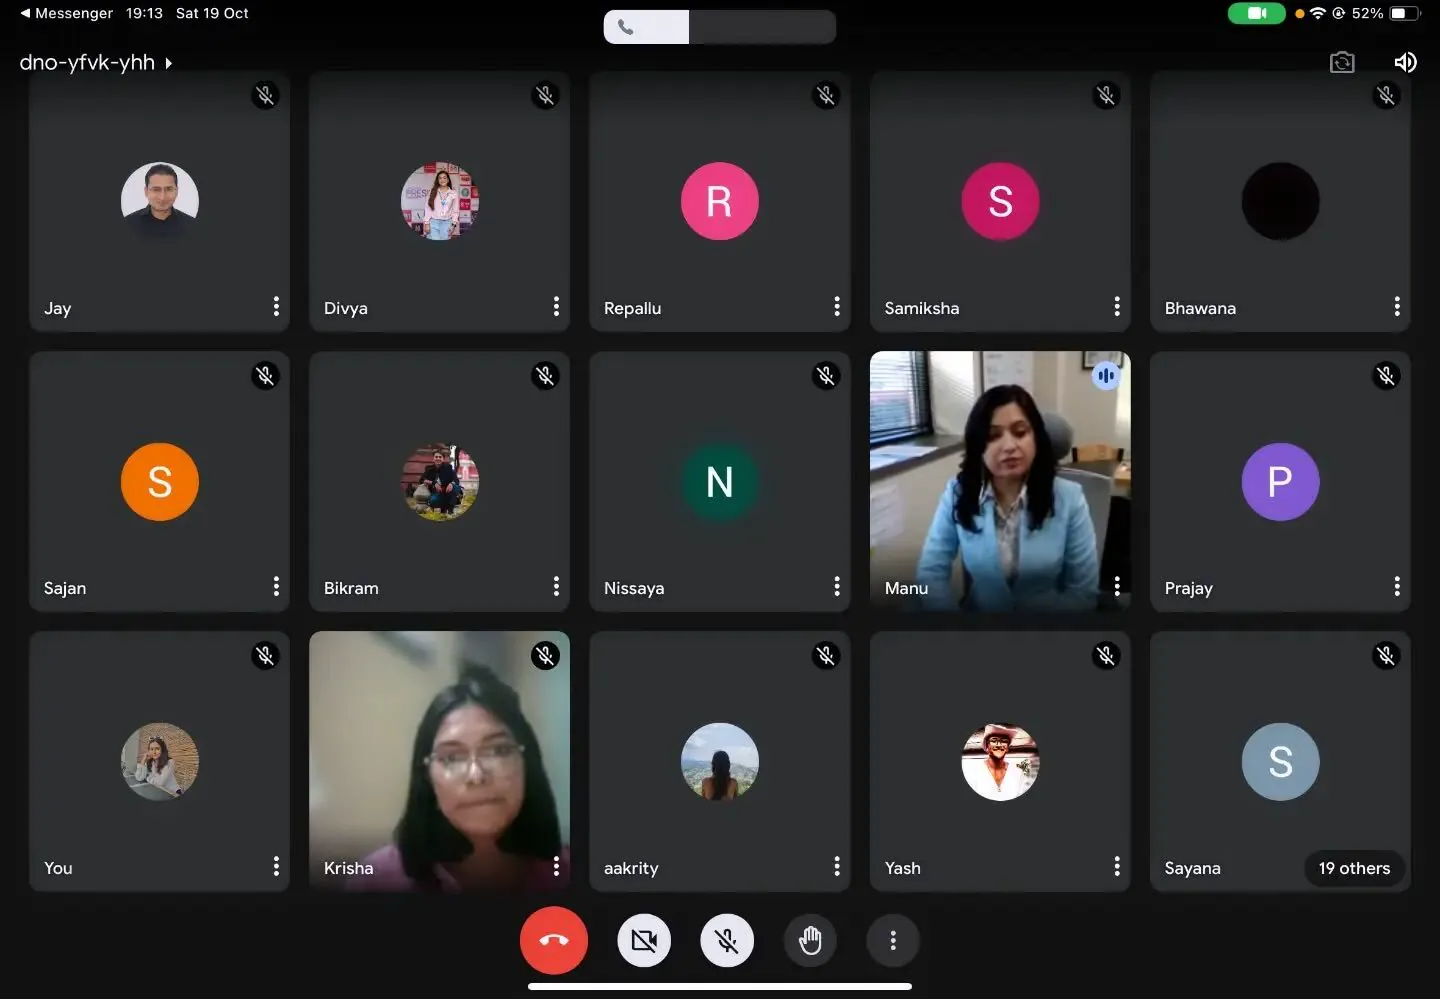 ◀ Messenger 19:13 Sat 19 Oct 52%
dno-yfvk-yhh
R
S
Jay
Divya
Repallu
Samiksha
Bhawana
S
N
P
Sajan
Bikram
Nissaya
Manu
Prajay
S
You
Krisha
aakrity
Yash
Sayana
19 others